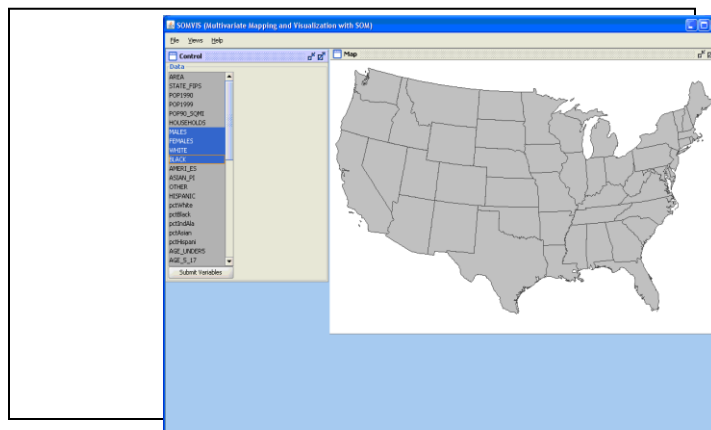 SOMVIS (Multivariate Mapping and Visualization with SOM)
File Views Help
Control
Map
Data
AREA
STATE_FIPS
POP1990
POP1999
POP90_SQMI
HOUSEHOLDS
MALES
FEMALES
WHITE
BLACK
AMERI_ES
ASIAN_PI
OTHER
HISPANIC
pctWhite
pctBlack
pctIndAla
pctAsian
pctHispani
AGE_UNDER5
AGE_5_17
Submit Variables